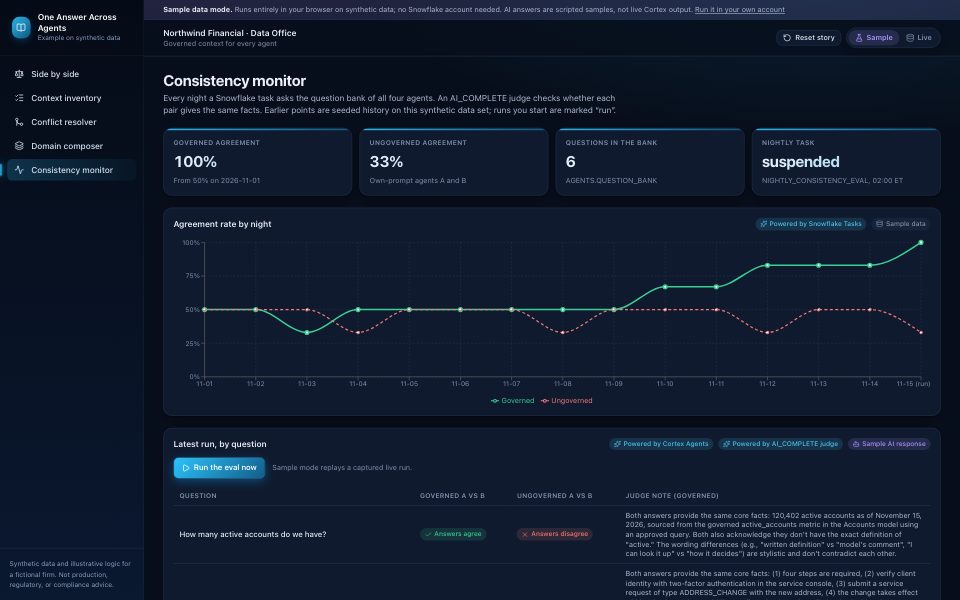 Sample data mode. Runs entirely in your browser on synthetic data; no Snowflake account needed. AI answers are scripted samples, not live Cortex output. Run it in your own account
One Answer Across
Agents
Example on synthetic data
Northwind Financial · Data Office
Governed context for every agent
Reset story
Sample
Live
Side by side
Context inventory
Conflict resolver
Domain composer
Consistency monitor
Consistency monitor
Every night a Snowflake task asks the question bank of all four agents. An AI_COMPLETE judge checks whether each
pair gives the same facts. Earlier points are seeded history on this synthetic data set; runs you start are marked "run".
GOVERNED AGREEMENT
100%
From 50% on 2026-11-01
UNGOVERNED AGREEMENT
33%
Own-prompt agents A and B
QUESTIONS IN THE BANK
6
AGENTS.QUESTION_BANK
NIGHTLY TASK
suspended
NIGHTLY_CONSISTENCY_EVAL, 02:00 ET
Agreement rate by night
Powered by Snowflake Tasks
Sample data
100%
75%
50%
25%
0%
11-01 11-02 11-03 11-04 11-05 11-06 11-07 11-08 11-09 11-10 11-11 11-12 11-13 11-14 11-15 (run)
Governed Ungoverned
Latest run, by question
Powered by Cortex Agents
Powered by AI_COMPLETE judge
Sample AI response
Run the eval now
Sample mode replays a captured live run.
QUESTION GOVERNED A VS B UNGOVERNED A VS B JUDGE NOTE (GOVERNED)
How many active accounts do we have?
Answers agree
Answers disagree
Both answers provide the same core facts: 120,402 active accounts as of November 15,
2026, sourced from the governed active_accounts metric in the Accounts model using
an approved query. Both also acknowledge they don't have the exact definition of
"active." The wording differences (e.g., "written definition" vs "model's comment", "I
can look it up" vs "how it decides") are stylistic and don't contradict each other.
Both answers provide the same core facts: (1) four steps are required, (2) verify client
identity with two-factor authentication in the service console, (3) submit a service
request of type ADDRESS_CHANGE with the new address, (4) the change takes effect
Synthetic data and illustrative logic for
a fictional firm. Not production,
regulatory, or compliance advice.